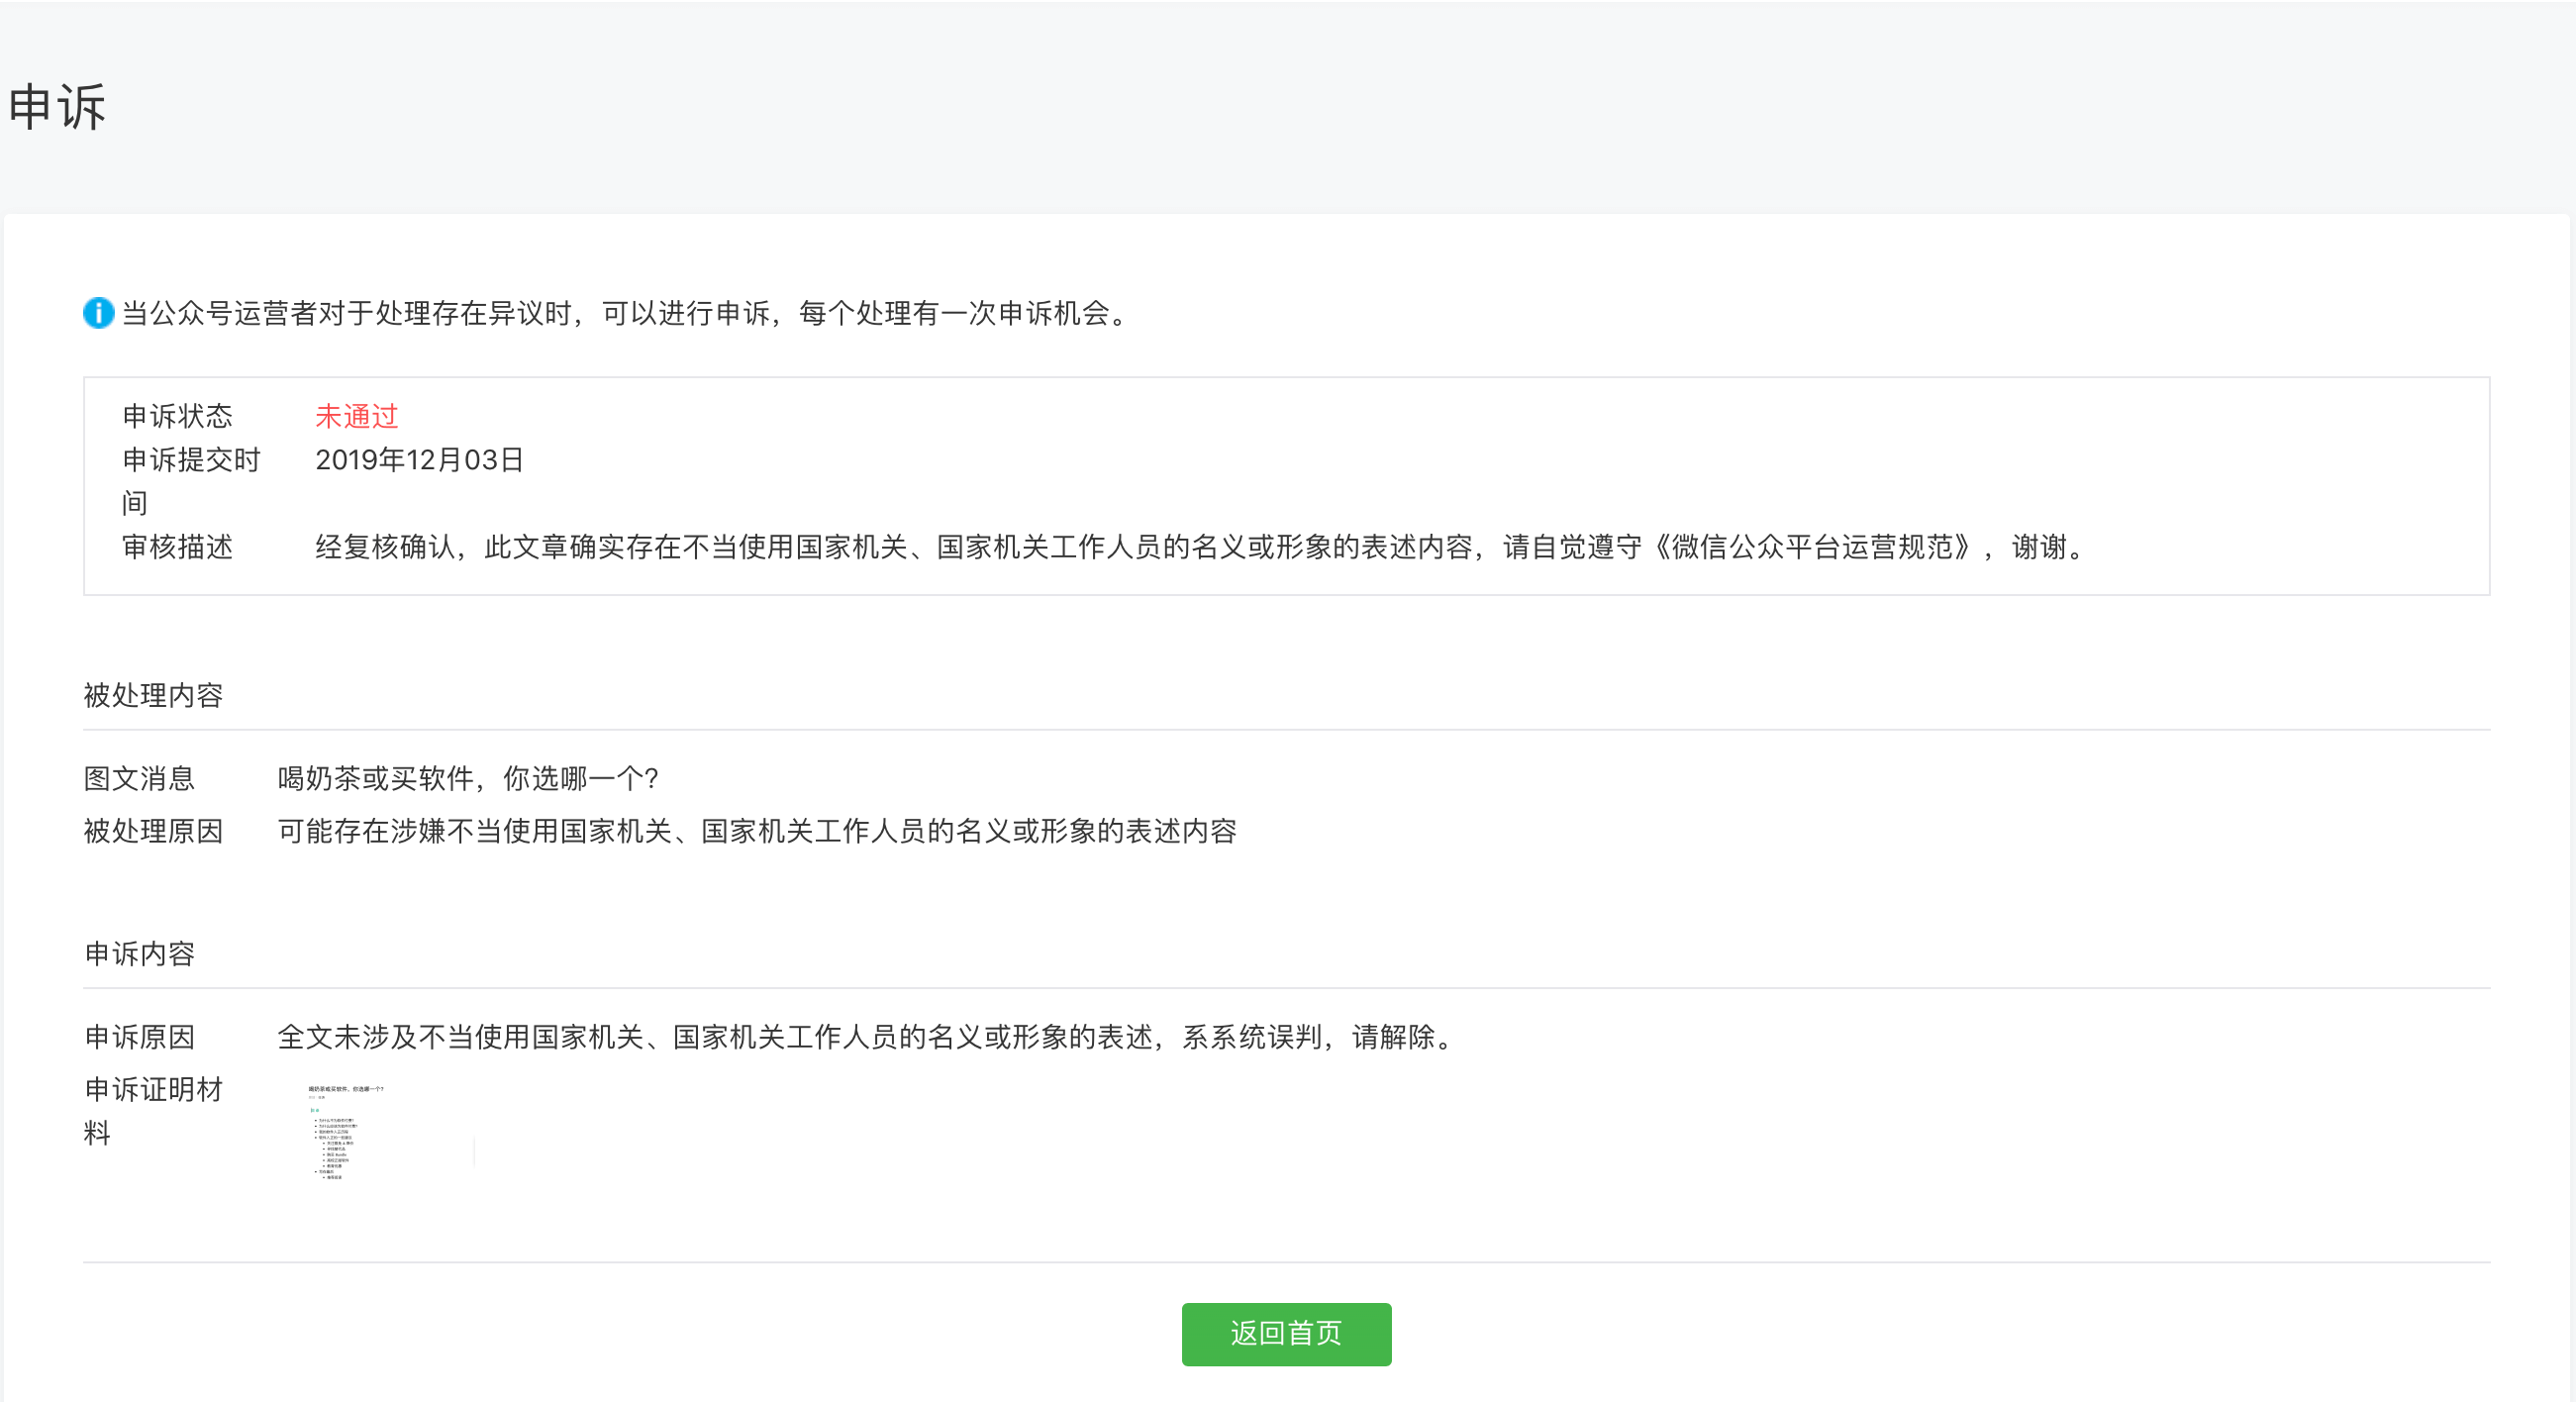 申诉
当公众号运营者对于处理存在异议时，可以进行申诉，每个处理有一次申诉机会。
申诉状态 未通过
申诉提交时间 2019年12月03日
审核描述 经复核确认，此文章确实存在不当使用国家机关、国家机关工作人员的名义或形象的表述内容，请自觉遵守《微信公众平台运营规范》，谢谢。
被处理内容
图文消息 喝奶茶或买软件，你选哪一个？
被处理原因 可能存在涉嫌不当使用国家机关、国家机关工作人员的名义或形象的表述内容
申诉内容
申诉原因 全文未涉及不当使用国家机关、国家机关工作人员的名义或形象的表述，系系统误判，请解除。
申诉证明材料
喝奶茶或买软件，你选哪一个？
返回首页